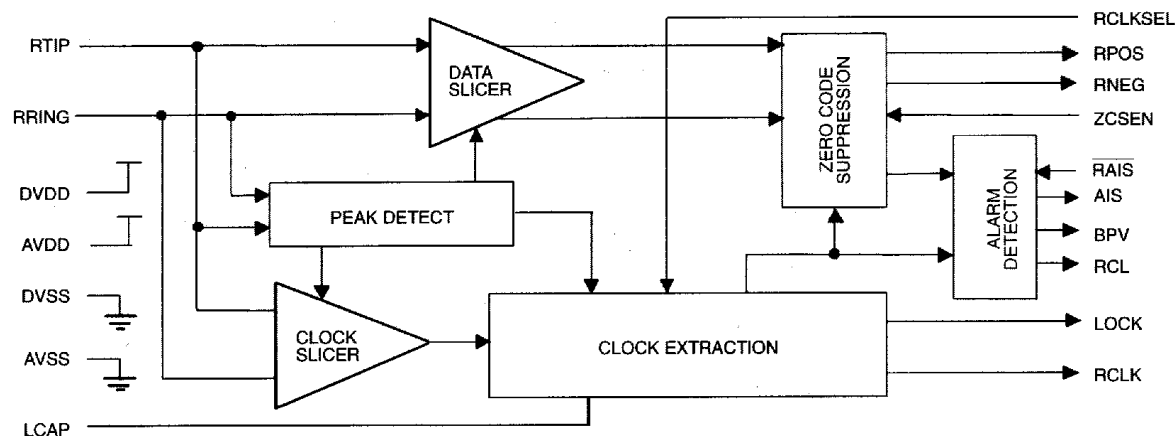 RCLKSEL
RTIP
RPOS
DATA
SLICER
RNEG
RRING
ZCSEN
ZERO CODE
SUPPRESSION
RAIS
DVDD
AIS
PEAK DETECT
ALARM
DETECTION
BPV
AVDD
RCL
DVSS
LOCK
CLOCK
SLICER
CLOCK EXTRACTION
AVSS
RCLK
LCAP